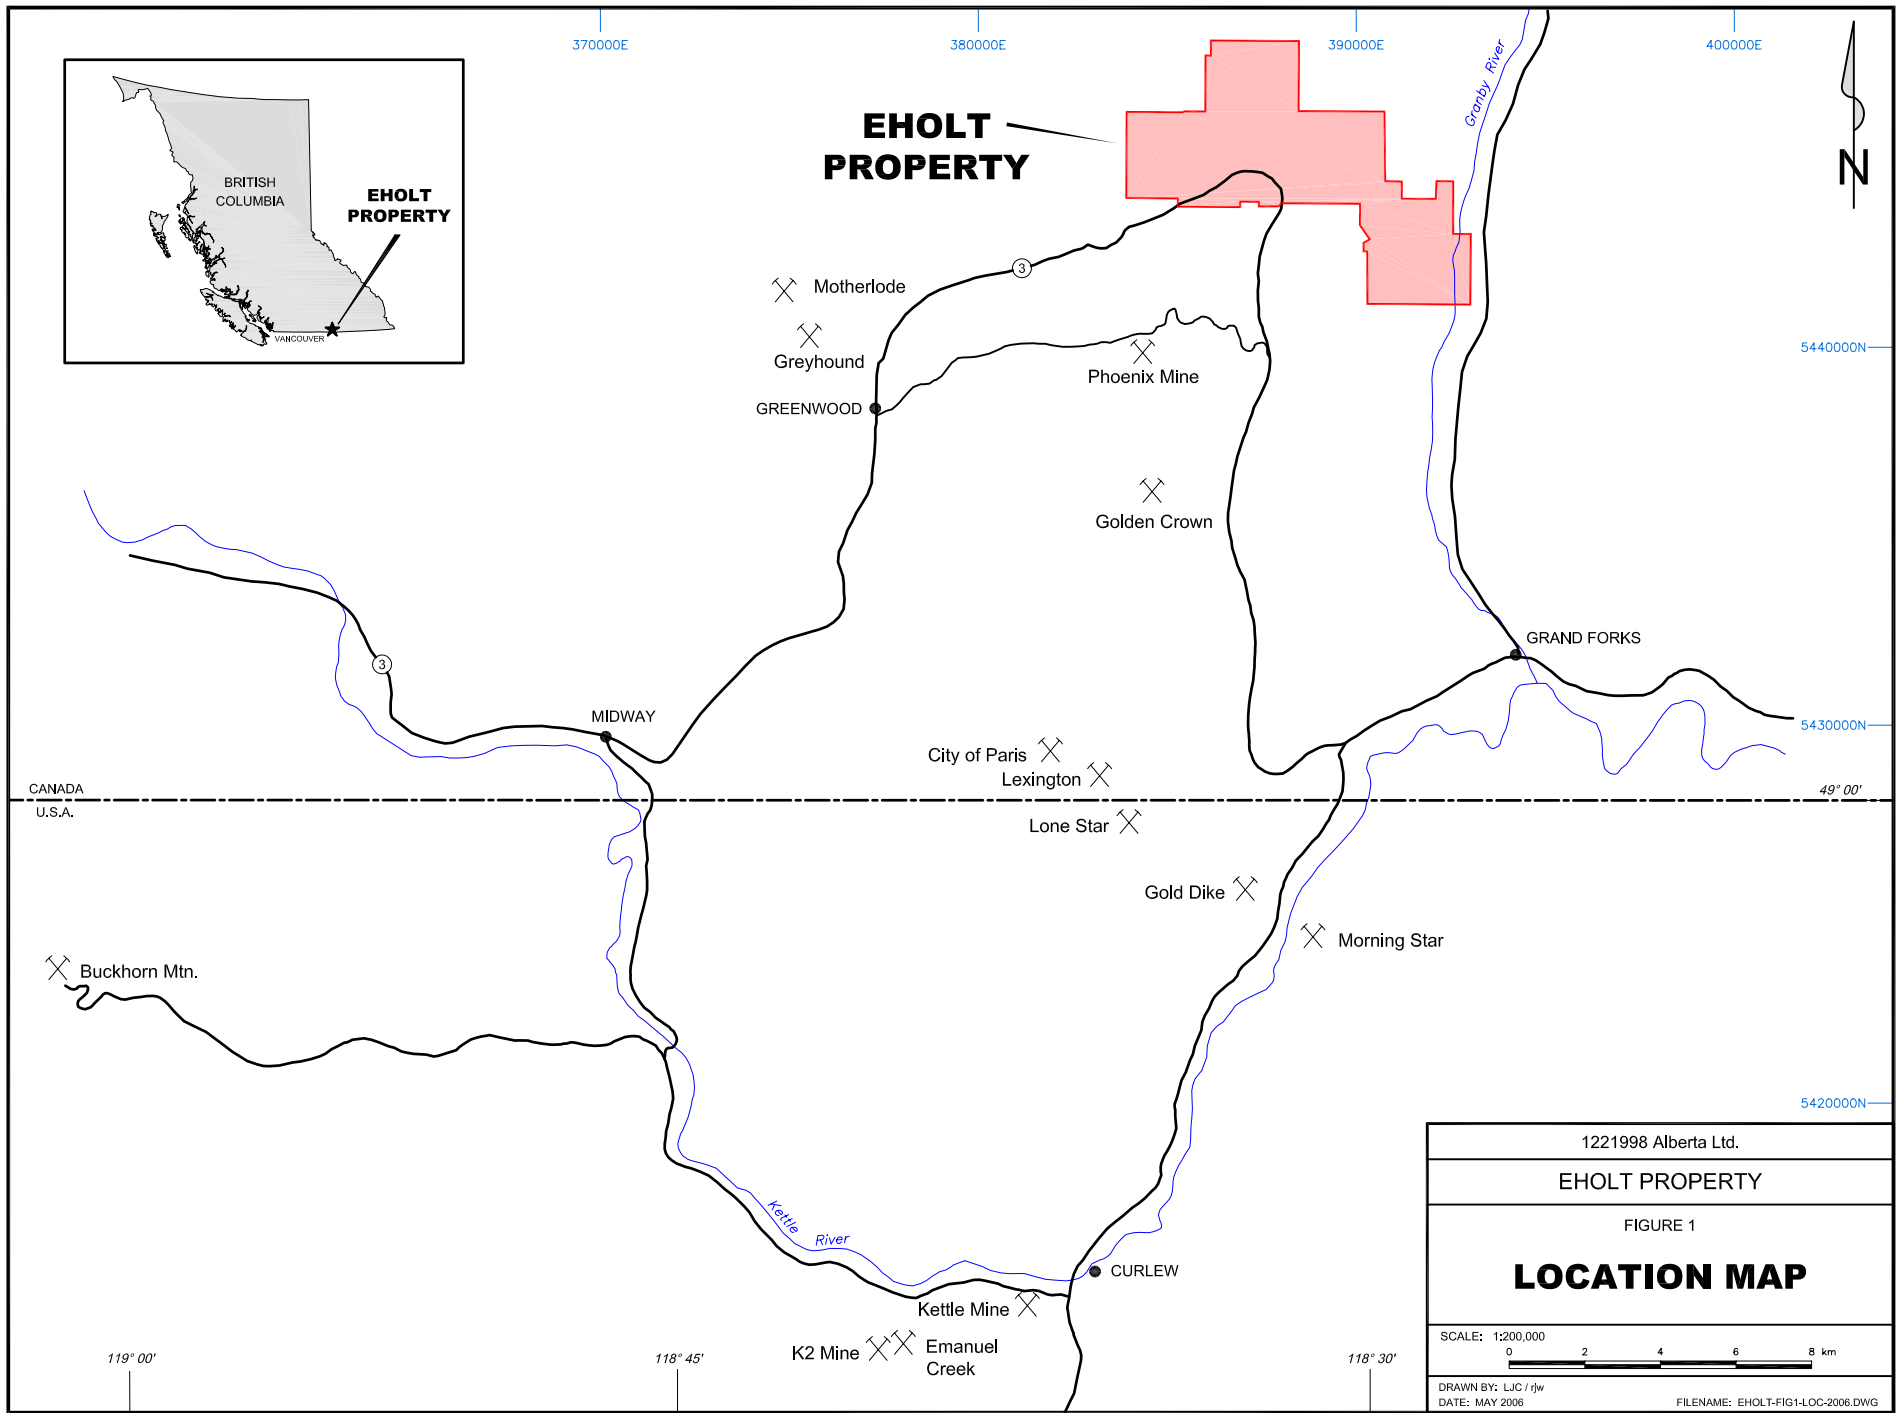 370000E
380000E
390000E
400000E
Granby River
EHOLT
PROPERTY
N
BRITISH
COLUMBIA
EHOLT
PROPERTY
VANCOUVER
3
Motherlode
Greyhound
Phoenix Mine
5440000N
GREENWOOD
Golden Crown
GRAND FORKS
3
MIDWAY
5430000N
City of Paris
Lexington
CANADA
U.S.A.
49° 00'
Lone Star
Gold Dike
Morning Star
Buckhorn Mtn.
5420000N
Kettle
River
CURLEW
Kettle Mine
K2 Mine
Emanuel
Creek
119° 00'
118° 45'
118° 30'
1221998 Alberta Ltd.
EHOLT PROPERTY
FIGURE 1
LOCATION MAP
SCALE: 1:200,000
0 2 4 6 8 km
DRAWN BY: LJC / rjw
DATE: MAY 2006
FILENAME: EHOLT-FIG1-LOC-2006.DWG